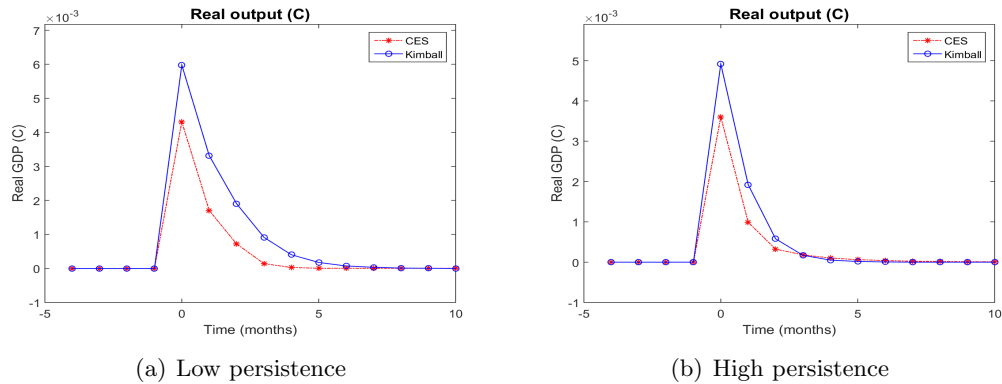 Real output (C)
×10-3
7
6
5
4
3
2
1
0
-1
-5
0
5
10
Real GDP (C)
Time (months)
CES
Kimball
(a) Low persistence
Real output (C)
×10-3
5
4
3
2
1
0
-1
-5
0
5
10
Real GDP (C)
Time (months)
CES
Kimball
(b) High persistence